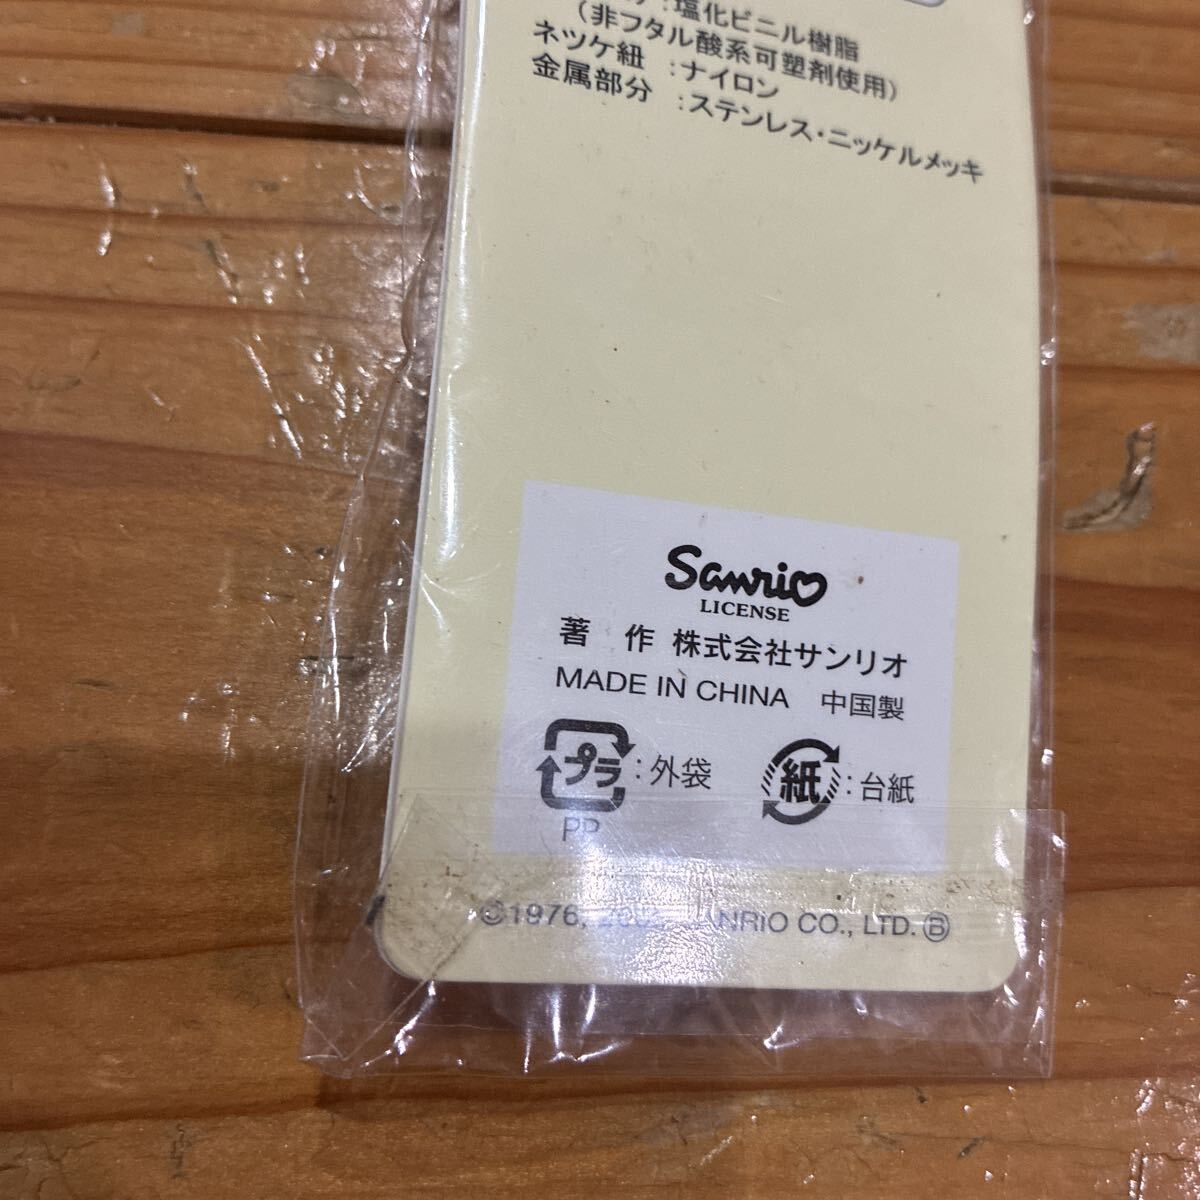 :塩化ビニル樹脂
(非フタル酸系可塑剤使用)
ネツケ紐 :ナイロン
金属部分 :ステンレス・ニッケルメッキ
Sanrio
LICENSE
著 作 株式会社サンリオ
MADE IN CHINA 中国製
プラ:外袋 紙:台紙
PP
©1976, SANRIO CO., LTD. Ⓑ